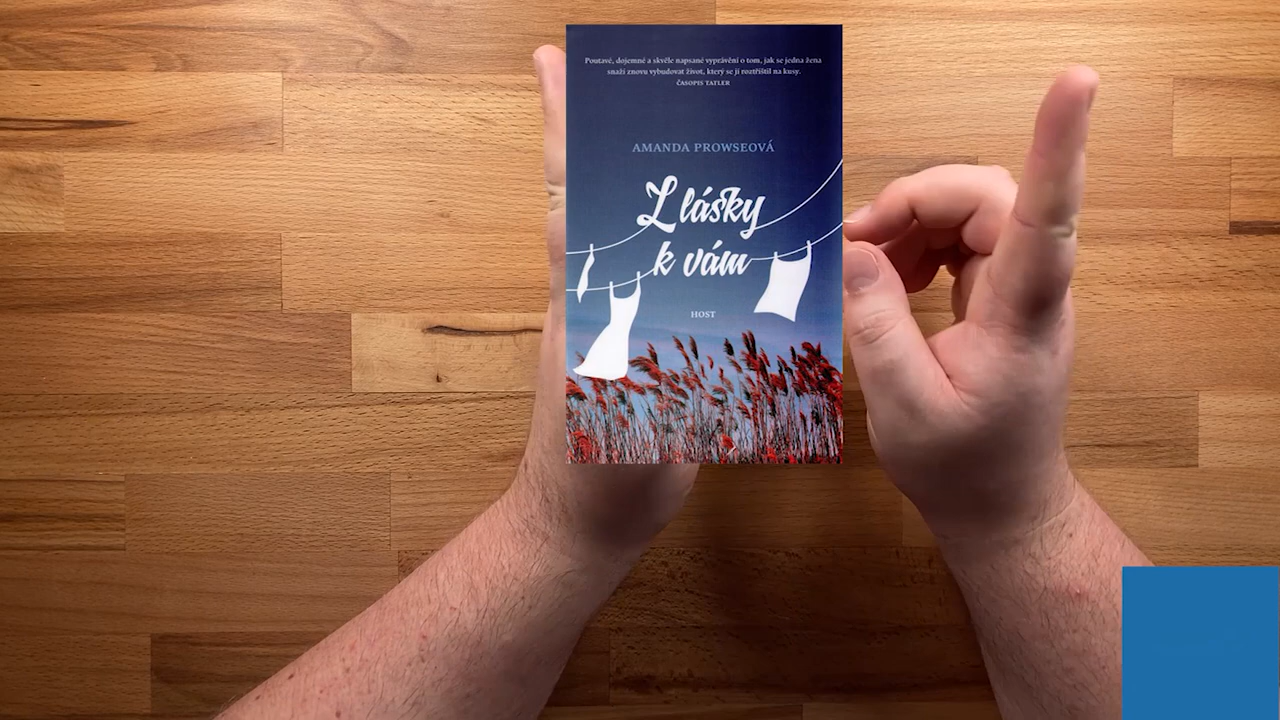 Poutavé, dojemné a skvěle napsané vyprávění o tom, jak se jedna žena
snaží znovu vybudovat život, který se jí roztříštil na kusy.
ČASOPIS TATLER
AMANDA PROWSEOVÁ
Z lásky
k vám
HOST